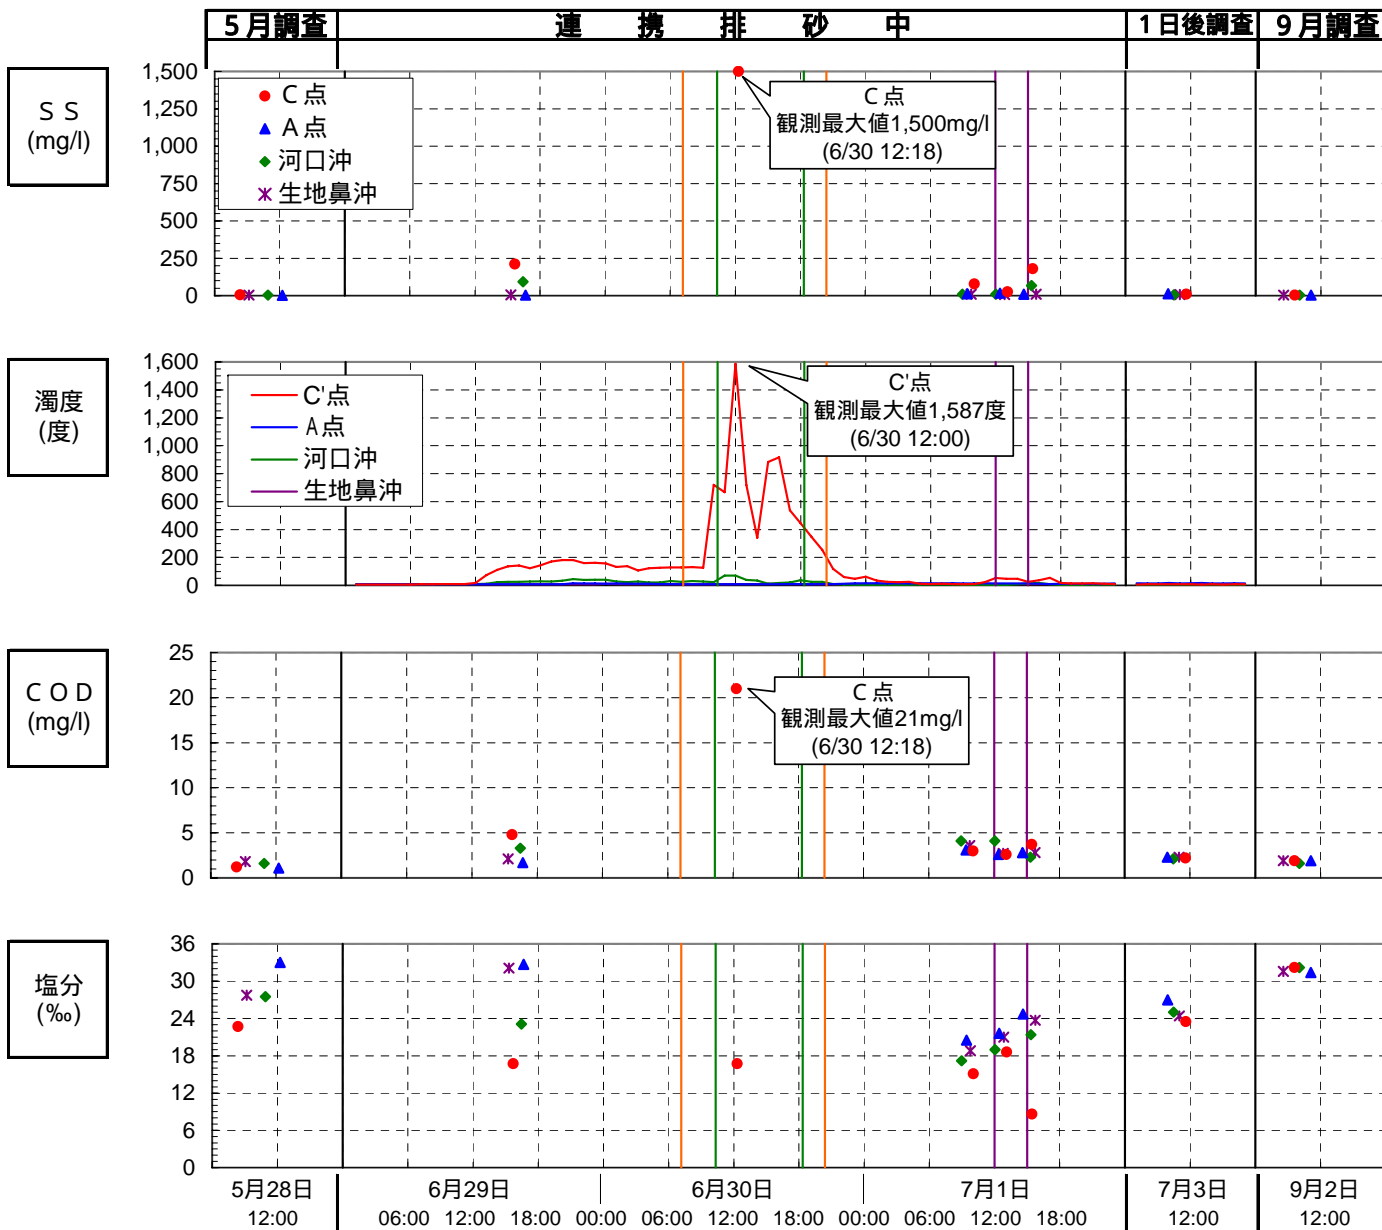 5月調査 連携排砂中 1日後調査 9月調査
SS
(mg/l)
1,500
1,250
1,000
750
500
250
0
C点
A点
河口沖
生地鼻沖
C点
観測最大値1,500mg/l
(6/30 12:18)
濁度
(度)
1,600
1,400
1,200
1,000
800
600
400
200
0
C'点
A点
河口沖
生地鼻沖
C'点
観測最大値1,587度
(6/30 12:00)
COD
(mg/l)
25
20
15
10
5
0
C点
観測最大値21mg/l
(6/30 12:18)
塩分
(‰)
36
30
24
18
12
6
0
5月28日 6月29日 6月30日 7月1日 7月3日 9月2日
12:00 06:00 12:00 18:00 00:00 06:00 12:00 18:00 00:00 06:00 12:00 18:00 12:00 12:00